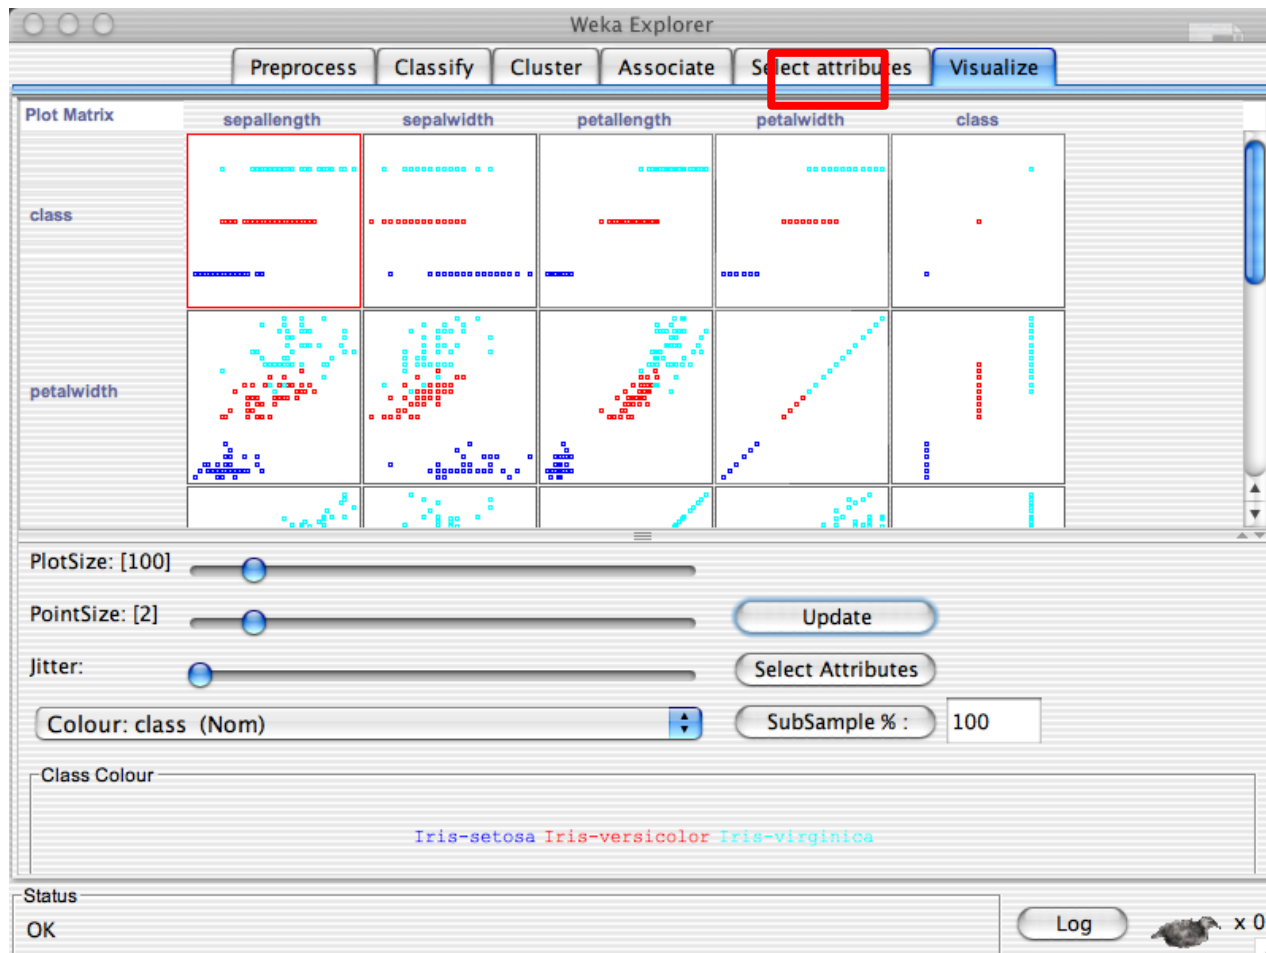 Weka Explorer
Preprocess Classify Cluster Associate Select attributes Visualize
Plot Matrix sepallength sepalwidth petallength petalwidth class
class
petalwidth
PlotSize: [100]
PointSize: [2] Update
Jitter: Select Attributes
Colour: class (Nom) SubSample % : 100
Class Colour
Iris-setosa Iris-versicolor Iris-virginica
Status
OK Log x 0